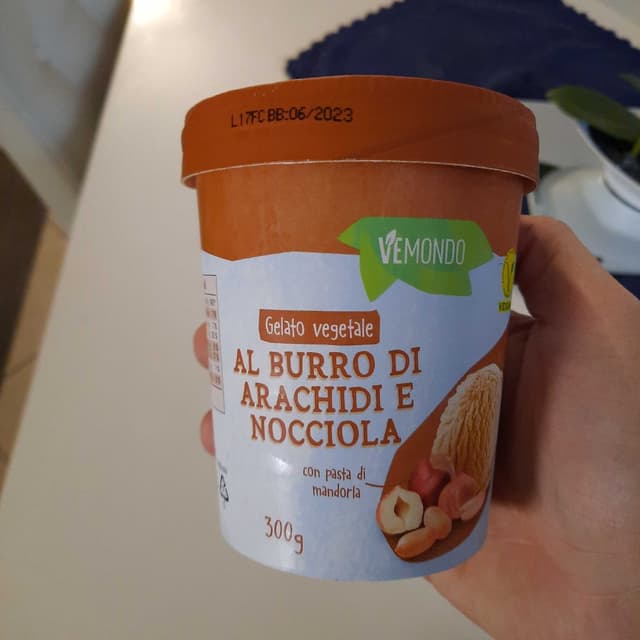 L17FC BB:06/2023
VEMONDO
Gelato vegetale
AL BURRO DI
ARACHIDI E
NOCCIOLA
con pasta di
mandorla
300g